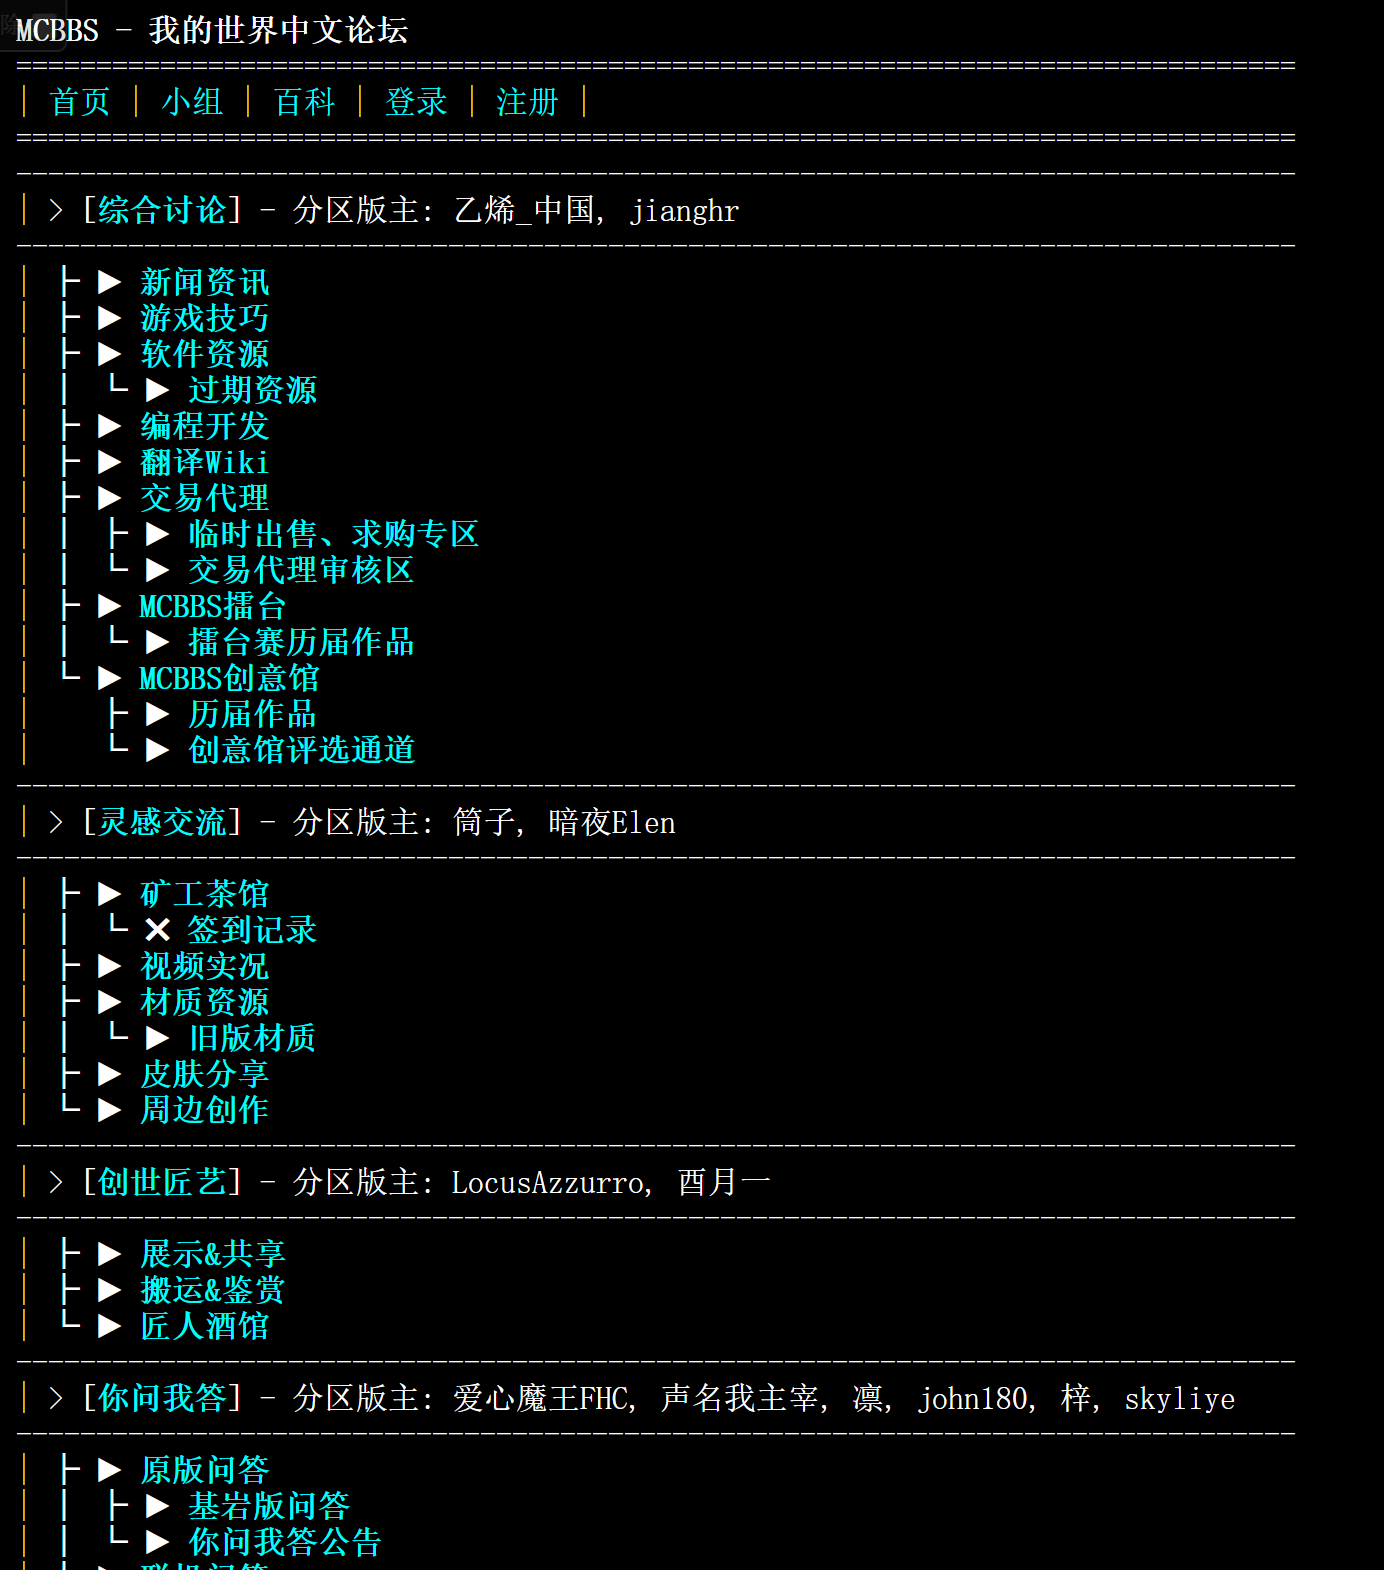 MCBBS - 我的世界中文论坛
================================================================================
| 首页 | 小组 | 百科 | 登录 | 注册 |
================================================================================
--------------------------------------------------------------------------------
| > [综合讨论] - 分区版主: 乙烯_中国, jianghr
--------------------------------------------------------------------------------
| ├ ▶ 新闻资讯
| ├ ▶ 游戏技巧
| ├ ▶ 软件资源
| │ └ ▶ 过期资源
| ├ ▶ 编程开发
| ├ ▶ 翻译Wiki
| ├ ▶ 交易代理
| │ ├ ▶ 临时出售、求购专区
| │ └ ▶ 交易代理审核区
| ├ ▶ MCBBS擂台
| │ └ ▶ 擂台赛历届作品
| └ ▶ MCBBS创意馆
|   ├ ▶ 历届作品
|   └ ▶ 创意馆评选通道
--------------------------------------------------------------------------------
| > [灵感交流] - 分区版主: 筒子, 暗夜Elen
--------------------------------------------------------------------------------
| ├ ▶ 矿工茶馆
| │ └ ✕ 签到记录
| ├ ▶ 视频实况
| ├ ▶ 材质资源
| │ └ ▶ 旧版材质
| ├ ▶ 皮肤分享
| └ ▶ 周边创作
--------------------------------------------------------------------------------
| > [创世匠艺] - 分区版主: LocusAzzurro, 酉月一
--------------------------------------------------------------------------------
| ├ ▶ 展示&共享
| ├ ▶ 搬运&鉴赏
| └ ▶ 匠人酒馆
--------------------------------------------------------------------------------
| > [你问我答] - 分区版主: 爱心魔王FHC, 声名我主宰, 凛, john180, 梓, skyliye
--------------------------------------------------------------------------------
| ├ ▶ 原版问答
| │ ├ ▶ 基岩版问答
| │ └ ▶ 你问我答公告